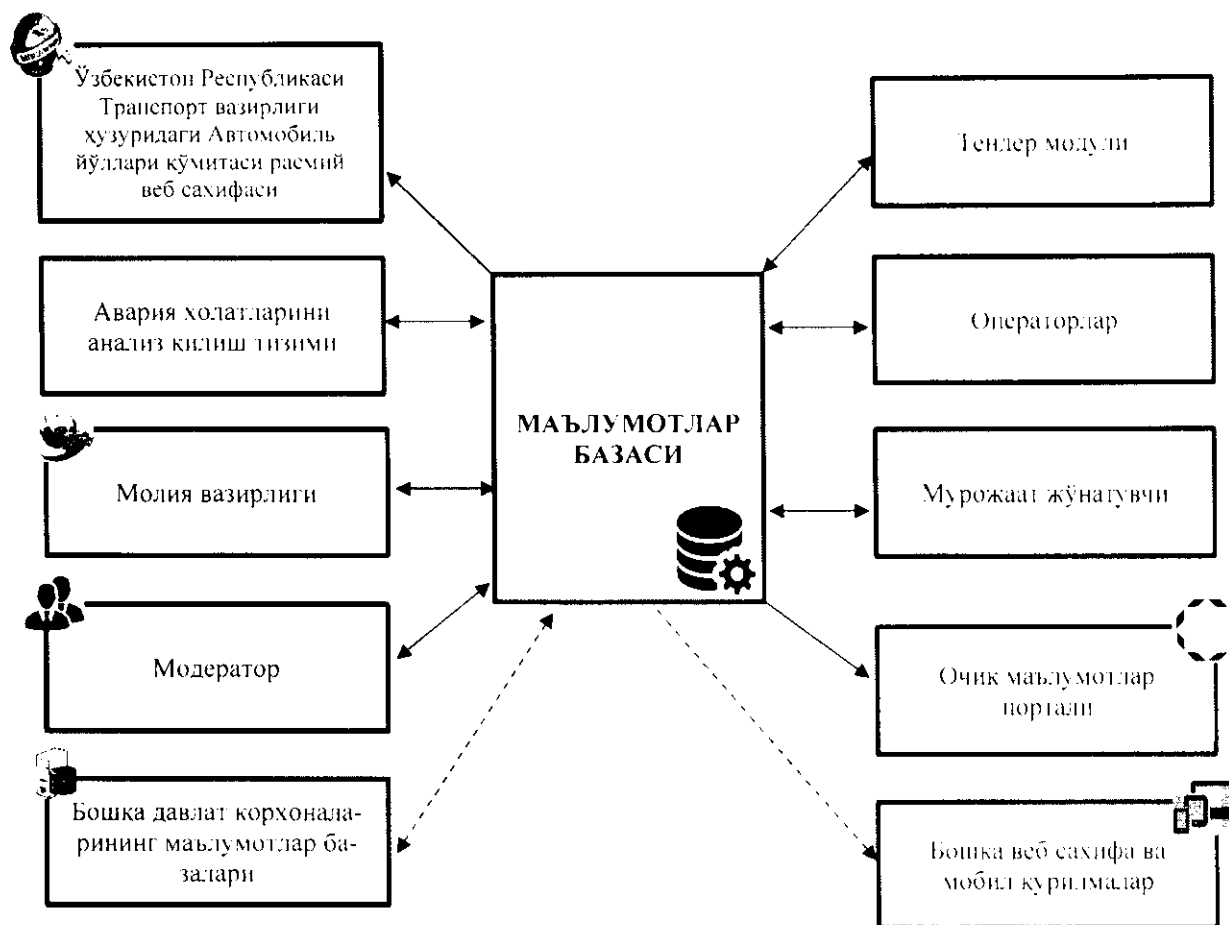 Ўзбекистон Республикаси
Транспорт вазирлиги
ҳузуридаги Автомобиль
йўллари қўмитаси расмий
веб сахифаси
Авария холатларини
анализ килиш тизими
Молия вазирлиги
Модератор
Бошка давлат корхонала-
рининг маълумотлар ба-
залари
МАЪЛУМОТЛАР
БАЗАСИ
Тендер модули
Операторлар
Мурожаат жўнатувчи
Очик маълумотлар
портали
Бошка веб сахифа ва
мобил курилмалар